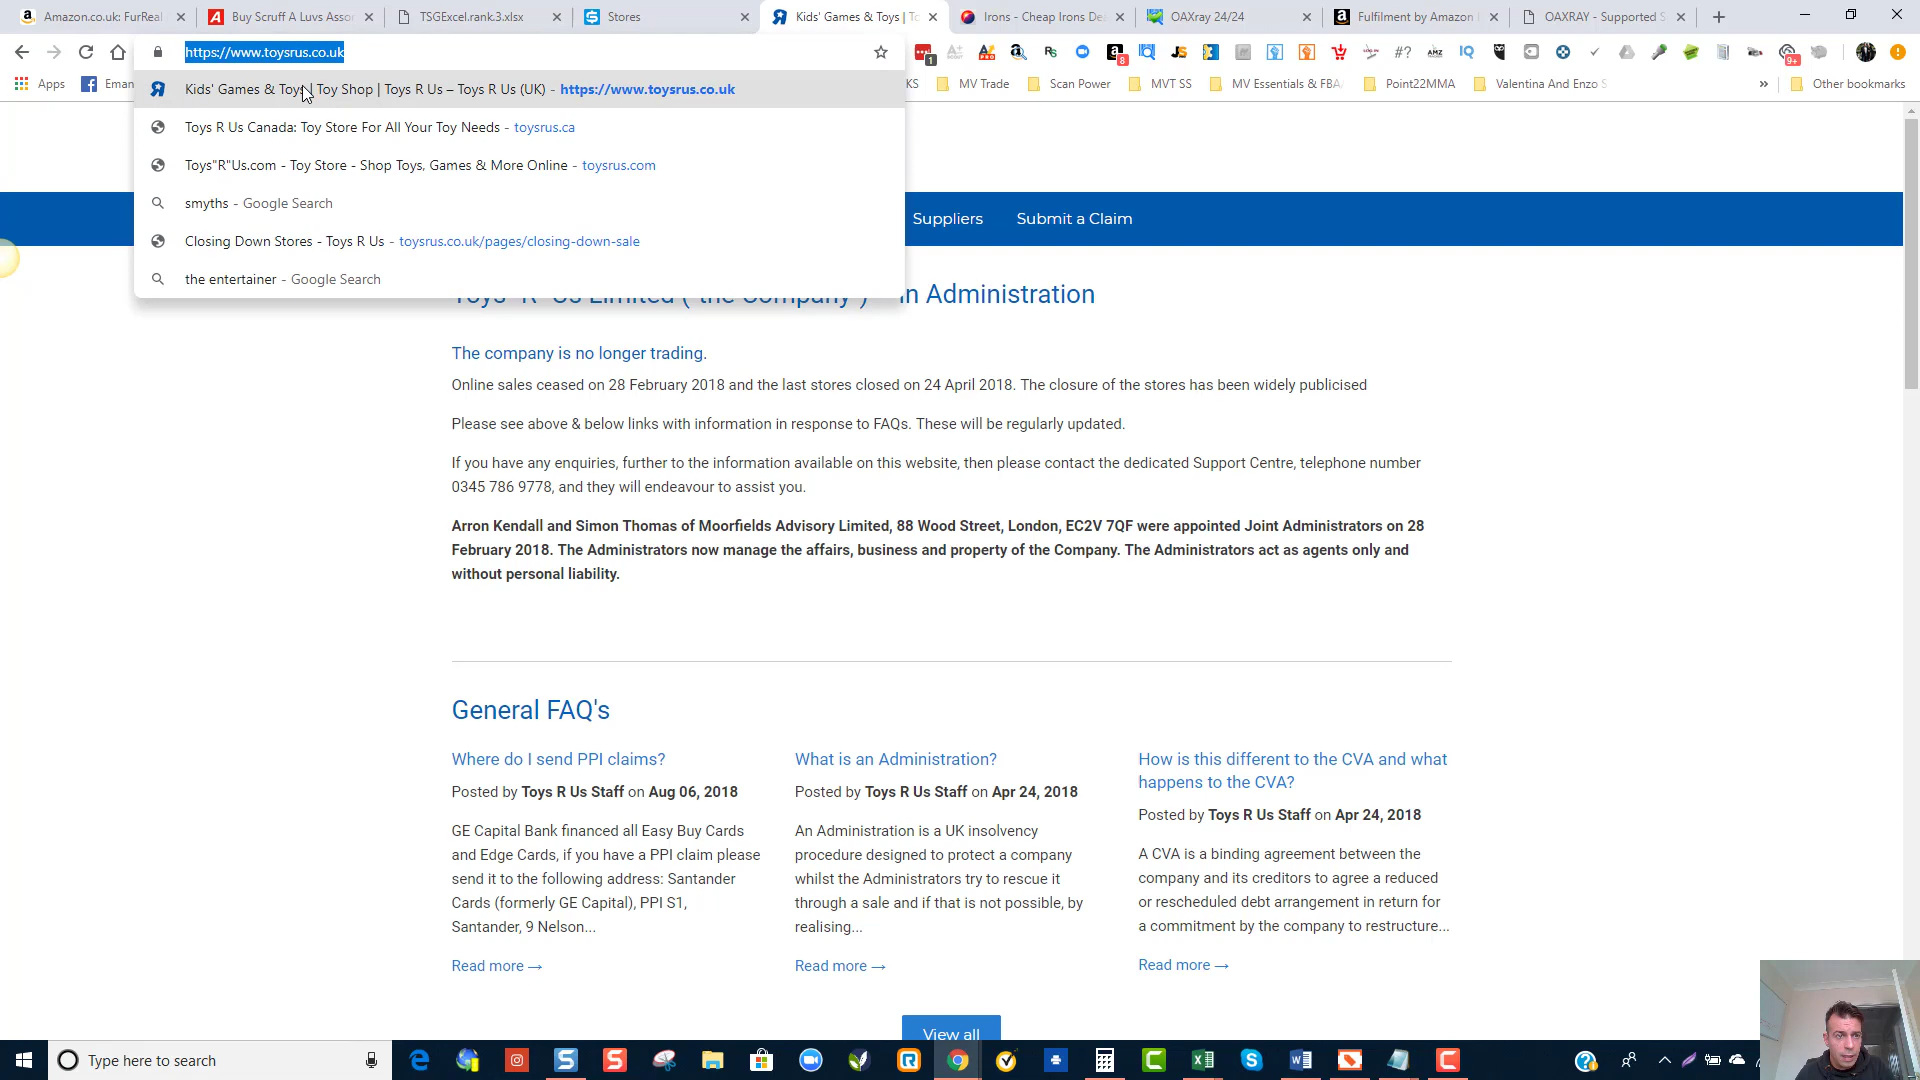 Amazon.co.uk: FurReal
Buy Scruff A Luvs Asso
TSGExcel.rank.3.xlsx
Stores
Kids' Games & Toys | To
Irons - Cheap Irons De
OAXray 24/24
Fulfilment by Amazon
OAXRAY - Supported S
https://www.toysrus.co.uk
1
8
#?
AMZ
IQ
9+
Apps
Eman
KS
MV Trade
Scan Power
MVT SS
MV Essentials & FBA
Point22MMA
Valentina And Enzo S
»
Other bookmarks
Kids' Games & Toys | Toy Shop | Toys R Us – Toys R Us (UK) - https://www.toysrus.co.uk
Toys R Us Canada: Toy Store For All Your Toy Needs - toysrus.ca
Toys"R"Us.com - Toy Store - Shop Toys, Games & More Online - toysrus.com
smyths - Google Search
Closing Down Stores - Toys R Us - toysrus.co.uk/pages/closing-down-sale
the entertainer - Google Search
Suppliers
Submit a Claim
Toys "R" Us Limited ("the Company") – In Administration
The company is no longer trading.
Online sales ceased on 28 February 2018 and the last stores closed on 24 April 2018. The closure of the stores has been widely publicised
Please see above & below links with information in response to FAQs. These will be regularly updated.
If you have any enquiries, further to the information available on this website, then please contact the dedicated Support Centre, telephone number
0345 786 9778, and they will endeavour to assist you.
Arron Kendall and Simon Thomas of Moorfields Advisory Limited, 88 Wood Street, London, EC2V 7QF were appointed Joint Administrators on 28
February 2018. The Administrators now manage the affairs, business and property of the Company. The Administrators act as agents only and
without personal liability.
General FAQ's
Where do I send PPI claims?
Posted by Toys R Us Staff on Aug 06, 2018
GE Capital Bank financed all Easy Buy Cards
and Edge Cards, if you have a PPI claim please
send it to the following address: Santander
Cards (formerly GE Capital), PPI S1,
Santander, 9 Nelson...
Read more →
What is an Administration?
Posted by Toys R Us Staff on Apr 24, 2018
An Administration is a UK insolvency
procedure designed to protect a company
whilst the Administrators try to rescue it
through a sale and if that is not possible, by
realising...
Read more →
How is this different to the CVA and what
happens to the CVA?
Posted by Toys R Us Staff on Apr 24, 2018
A CVA is a binding agreement between the
company and its creditors to agree a reduced
or rescheduled debt arrangement in return for
a commitment by the company to restructure...
Read more →
View all
Type here to search